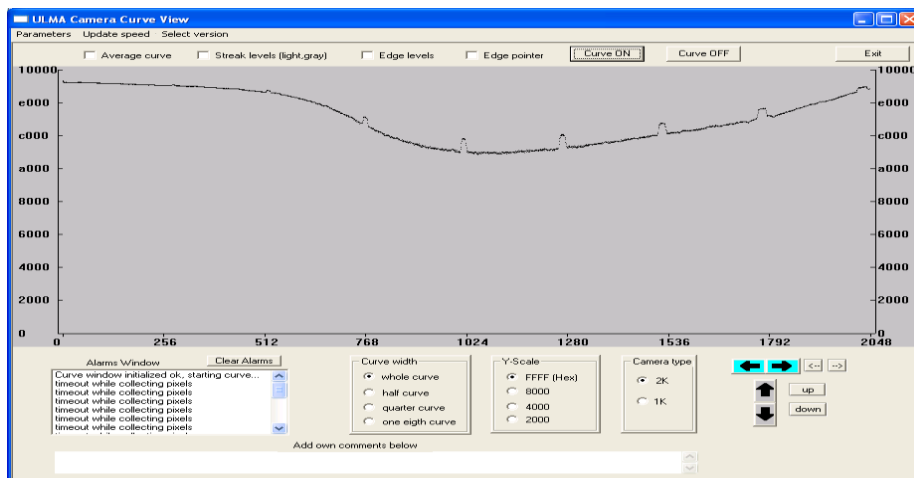 ULMA Camera Curve View
Parameters Update speed Select version
Average curve Streak levels (light,gray) Edge levels Edge pointer Curve ON Curve OFF Exit
10000 10000
e000 e000
c000 c000
a000 a000
8000 8000
6000 6000
4000 4000
2000 2000
0 0
0 256 512 768 1024 1280 1536 1792 2048
Alarms Window Clear Alarms
Curve window intialized ok, starting curve...
timeout while collecting pixels
timeout while collecting pixels
timeout while collecting pixels
timeout while collecting pixels
timeout while collecting pixels
timeout while collecting pixels
Curve width
whole curve
half curve
quarter curve
one eigth curve
Y-Scale
FFFF (Hex)
8000
4000
2000
Camera type
2K
1K
<-- -->
up
down
Add own comments below